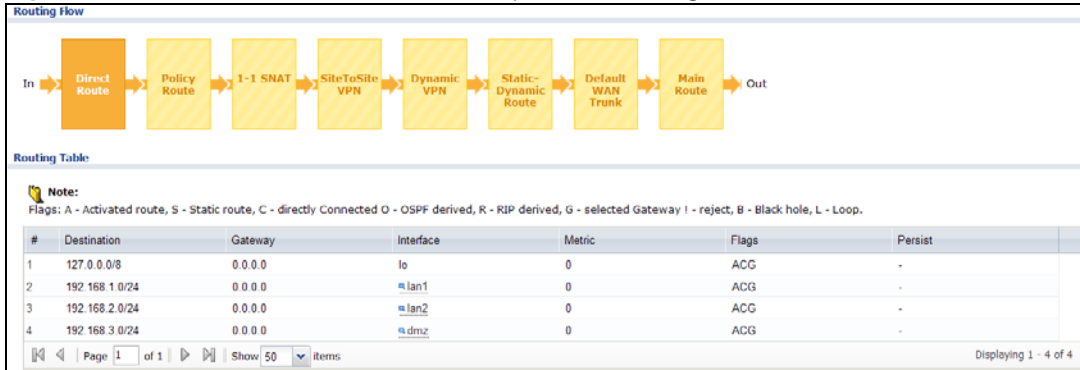 Routing Flow
In
Direct
Route
Policy
Route
1-1 SNAT
SiteToSite
VPN
Dynamic
VPN
Static-
Dynamic
Route
Default
WAN
Trunk
Main
Route
Out
Routing Table
Note:
Flags: A - Activated route, S - Static route, C - directly Connected O - OSPF derived, R - RIP derived, G - selected Gateway ! - reject, B - Black hole, L - Loop.
# Destination Gateway Interface Metric Flags Persist
1 127.0.0.0/8 0.0.0.0 lo 0 ACG -
2 192.168.1.0/24 0.0.0.0 lan1 0 ACG -
3 192.168.2.0/24 0.0.0.0 lan2 0 ACG -
4 192.168.3.0/24 0.0.0.0 dmz 0 ACG -
Page 1 of 1 Show 50 items Displaying 1 - 4 of 4